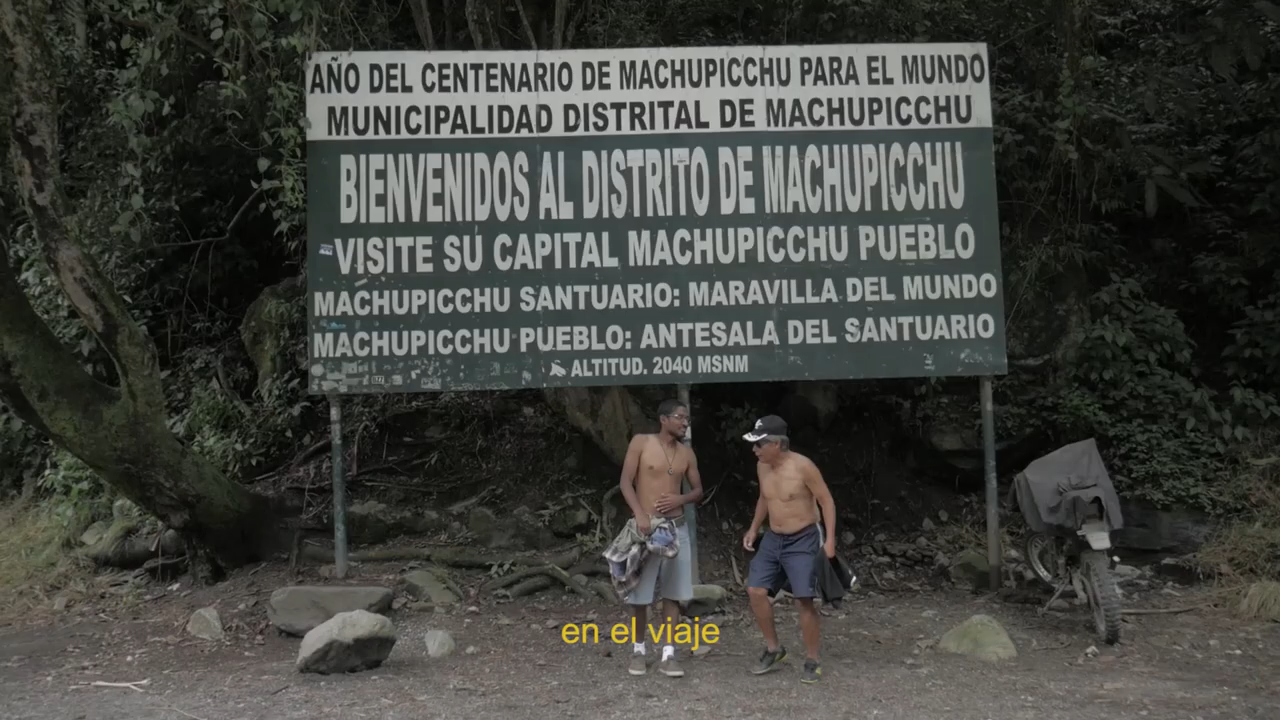 AÑO DEL CENTENARIO DE MACHUPICCHU PARA EL MUNDO
MUNICIPALIDAD DISTRITAL DE MACHUPICCHU
BIENVENIDOS AL DISTRITO DE MACHUPICCHU
VISITE SU CAPITAL MACHUPICCHU PUEBLO
MACHUPICCHU SANTUARIO: MARAVILLA DEL MUNDO
MACHUPICCHU PUEBLO: ANTESALA DEL SANTUARIO
ALTITUD. 2040 MSNM
en el viaje